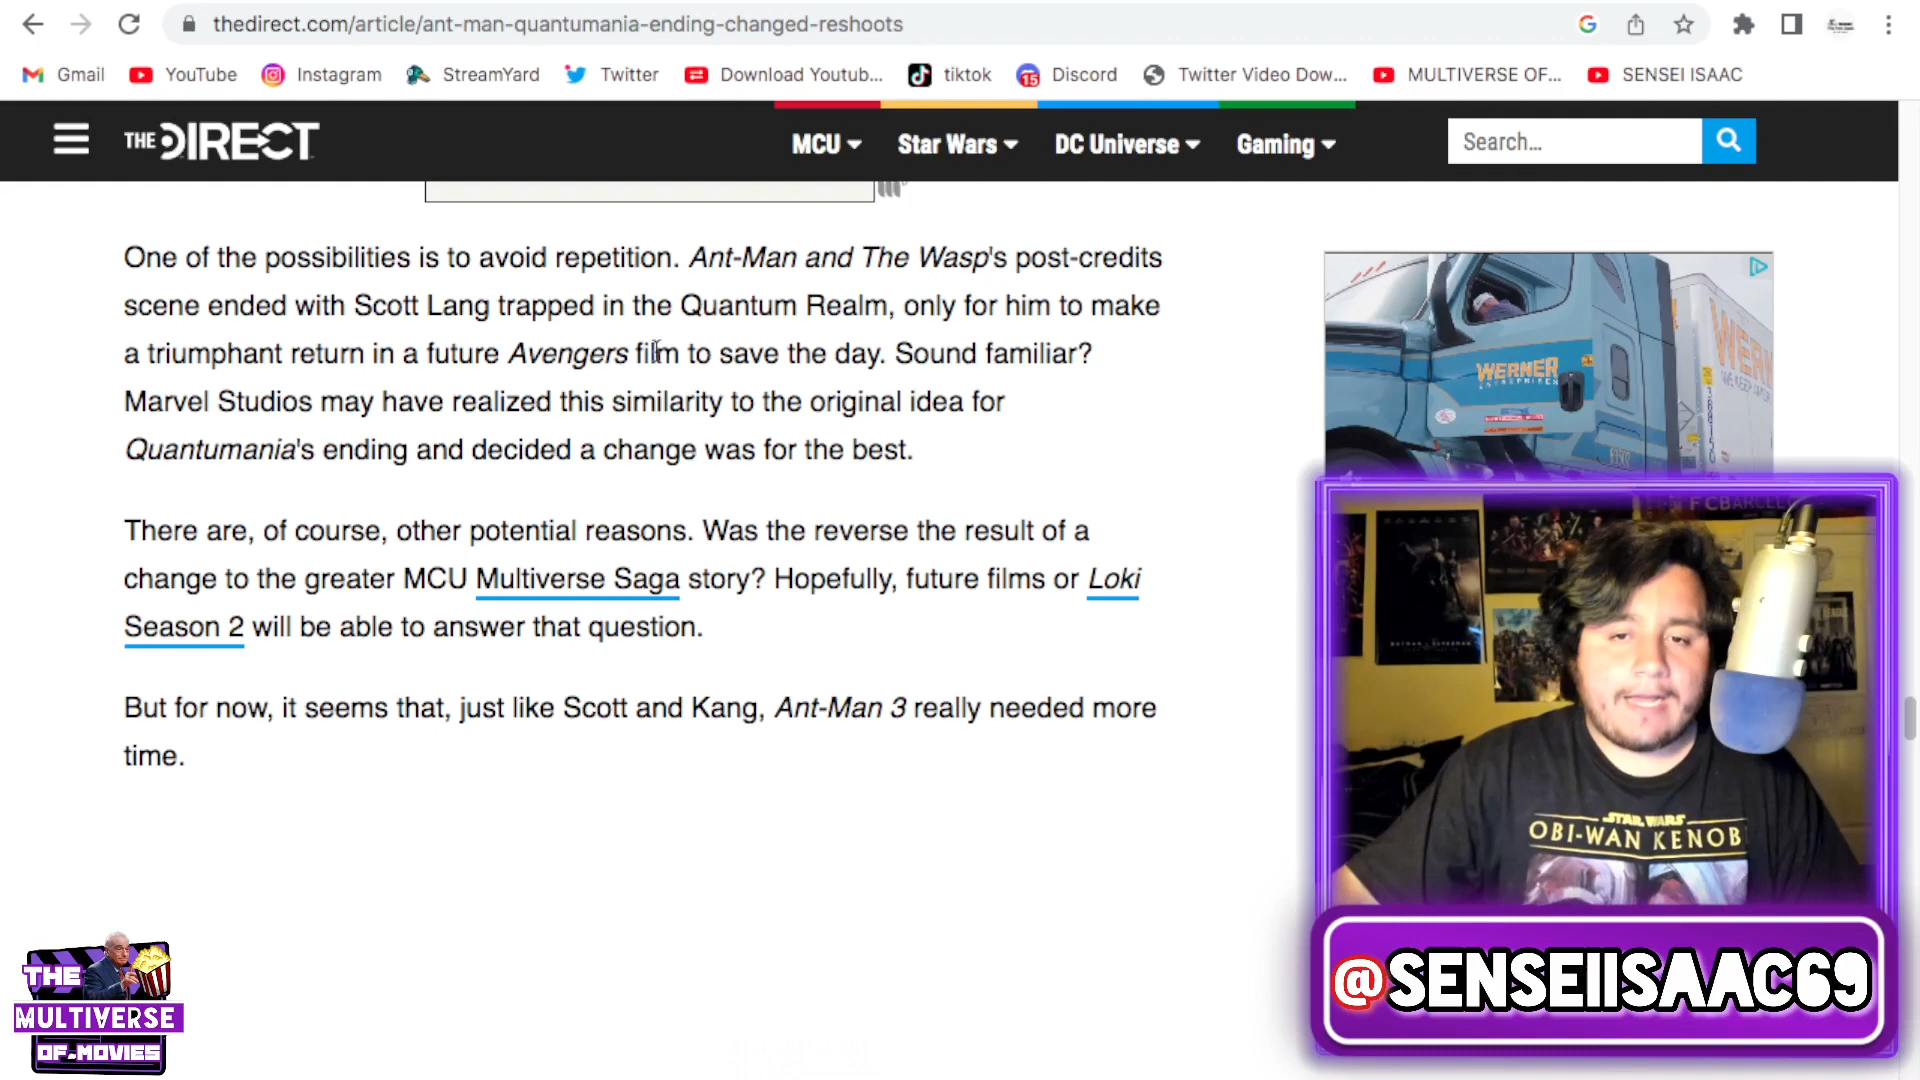 thedirect.com/article/ant-man-quantumania-ending-changed-reshoots
Gmail YouTube Instagram StreamYard Twitter Download Youtub... tiktok 15 Discord Twitter Video Dow... MULTIVERSE OF... SENSEI ISAAC
THE DIRECT MCU Star Wars DC Universe Gaming Search...
One of the possibilities is to avoid repetition. Ant-Man and The Wasp's post-credits
scene ended with Scott Lang trapped in the Quantum Realm, only for him to make
a triumphant return in a future Avengers film to save the day. Sound familiar?
Marvel Studios may have realized this similarity to the original idea for
Quantumania's ending and decided a change was for the best.
There are, of course, other potential reasons. Was the reverse the result of a
change to the greater MCU Multiverse Saga story? Hopefully, future films or Loki
Season 2 will be able to answer that question.
But for now, it seems that, just like Scott and Kang, Ant-Man 3 really needed more
time.
WERNER
ENTERPRISES
WERN
FC BARCEL
BATMAN v SUPERMAN
STAR WARS
OBI-WAN KENOBI
@SENSEIISAAC69
THE
MULTIVERSE
OF MOVIES